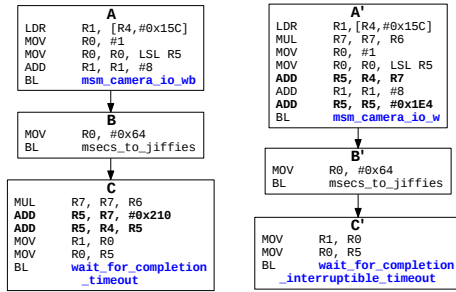 A
LDR R1, [R4,#0x15C]
MOV R0, #1
MOV R0, R0, LSL R5
ADD R1, R1, #8
BL msm_camera_io_wb
B
MOV R0, #0x64
BL msecs_to_jiffies
C
MUL R7, R7, R6
ADD R5, R7, #0x210
ADD R5, R4, R5
MOV R1, R0
MOV R0, R5
BL wait_for_completion
_timeout
A'
LDR R1,[R4,#0x15C]
MUL R7, R7, R6
MOV R0, #1
MOV R0, R0, LSL R5
ADD R5, R4, R7
ADD R1, R1, #8
ADD R5, R5, #0x1E4
BL msm_camera_io_w
B'
MOV R0, #0x64
BL msecs_to_jiffies
C'
MOV R1, R0
MOV R0, R5
BL wait_for_completion
_interruptible_timeout